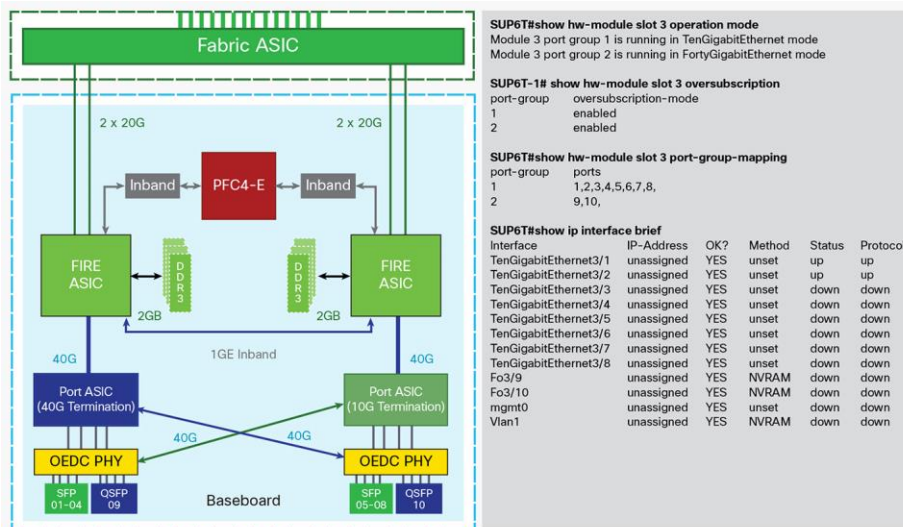 Fabric ASIC
2 x 20G
2 x 20G
Inband
PFC4-E
Inband
FIRE
ASIC
DDR3
DDR3
FIRE
ASIC
2GB
2GB
1GE Inband
40G
40G
Port ASIC
(40G Termination)
Port ASIC
(10G Termination)
40G
40G
OEDC PHY
OEDC PHY
SFP
01-04
QSFP
09
SFP
05-08
QSFP
10
Baseboard
SUP6T#show hw-module slot 3 operation mode
Module 3 port group 1 is running in TenGigabitEthernet mode
Module 3 port group 2 is running in FortyGigabitEthernet mode
SUP6T-1# show hw-module slot 3 oversubscription
port-group oversubscription-mode
1 enabled
2 enabled
SUP6T#show hw-module slot 3 port-group-mapping
port-group ports
1 1,2,3,4,5,6,7,8,
2 9,10,
SUP6T#show ip interface brief
Interface IP-Address OK? Method Status Protocol
TenGigabitEthernet3/1 unassigned YES unset up up
TenGigabitEthernet3/2 unassigned YES unset up up
TenGigabitEthernet3/3 unassigned YES unset down down
TenGigabitEthernet3/4 unassigned YES unset down down
TenGigabitEthernet3/5 unassigned YES unset down down
TenGigabitEthernet3/6 unassigned YES unset down down
TenGigabitEthernet3/7 unassigned YES unset down down
TenGigabitEthernet3/8 unassigned YES unset down down
Fo3/9 unassigned YES NVRAM down down
Fo3/10 unassigned YES NVRAM down down
mgmt0 unassigned YES unset down down
Vlan1 unassigned YES NVRAM down down